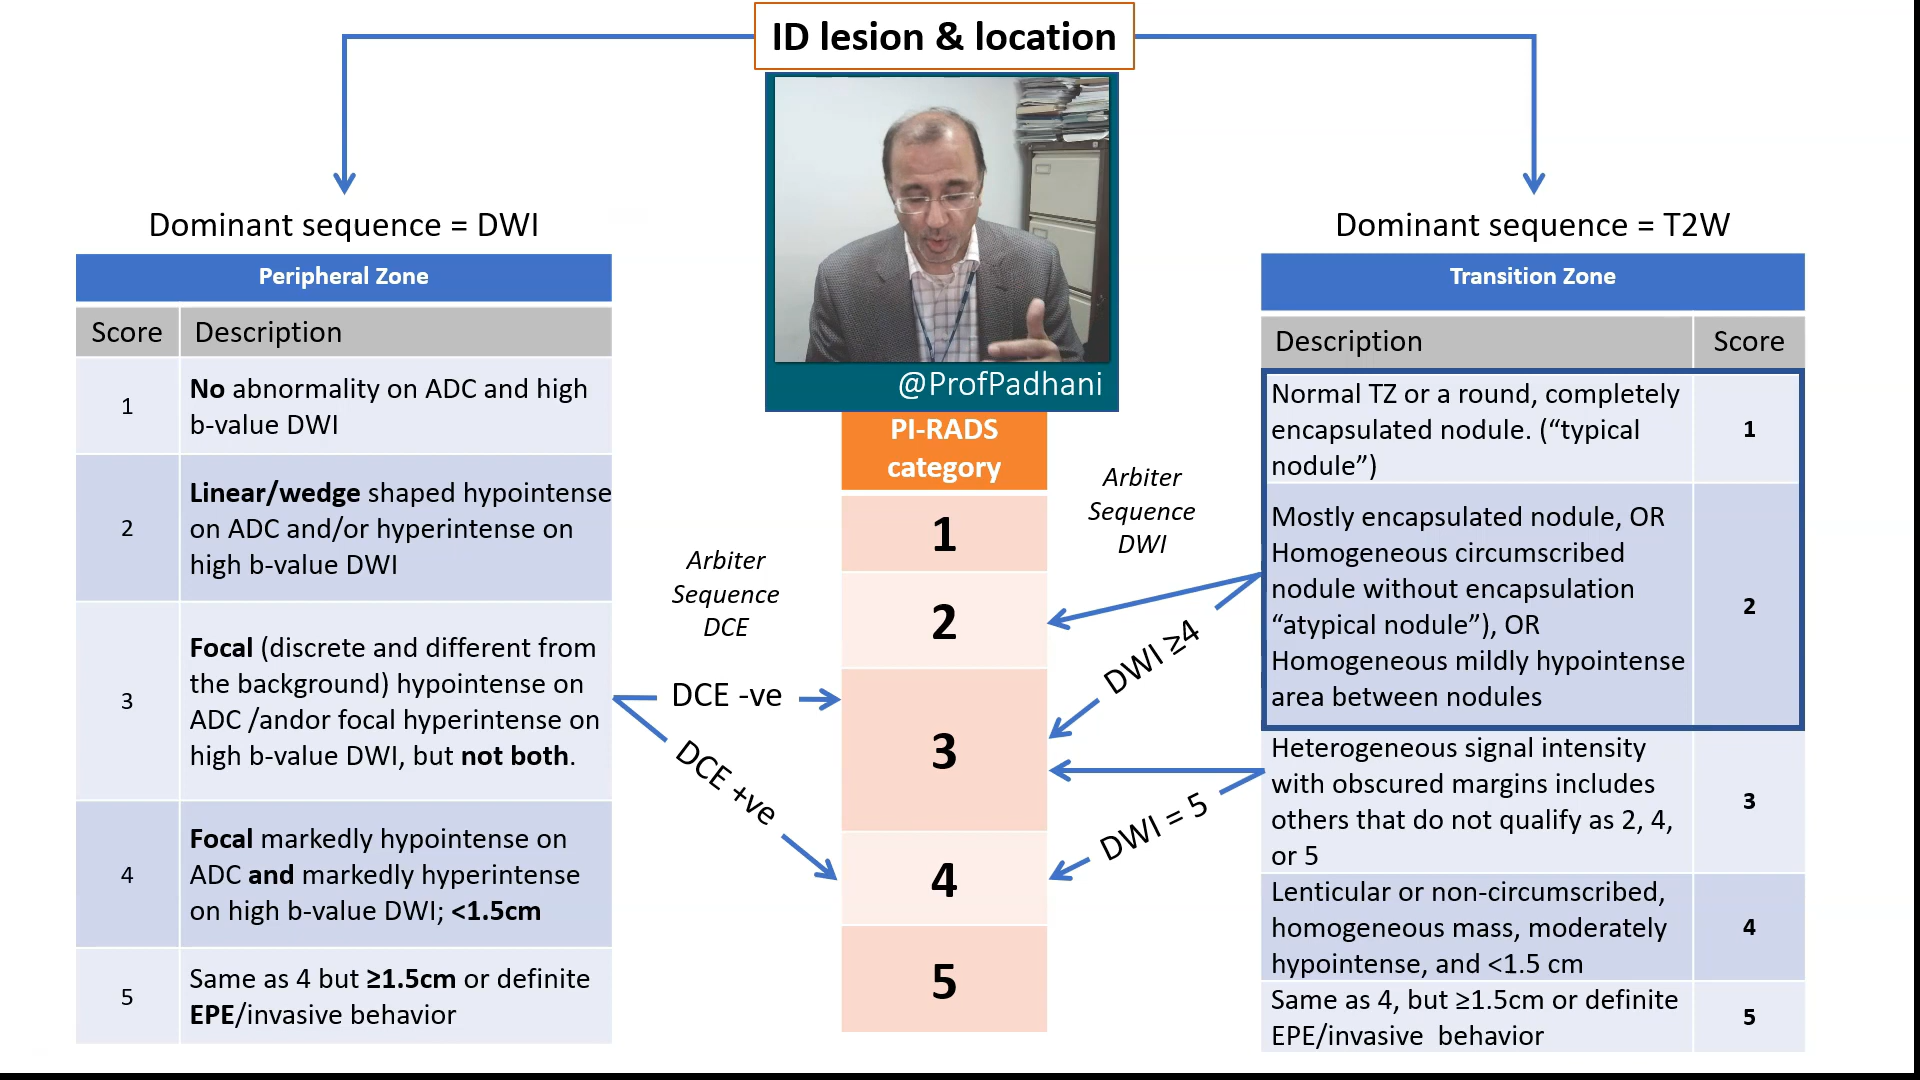 ID lesion & location
@ProfPadhani
Dominant sequence = DWI
Peripheral Zone
Score Description
1 No abnormality on ADC and high
b-value DWI
2 Linear/wedge shaped hypointense
on ADC and/or hyperintense on
high b-value DWI
3 Focal (discrete and different from
the background) hypointense on
ADC /andor focal hyperintense on
high b-value DWI, but not both.
4 Focal markedly hypointense on
ADC and markedly hyperintense
on high b-value DWI; <1.5cm
5 Same as 4 but ≥1.5cm or definite
EPE/invasive behavior
Arbiter
Sequence
DCE
DCE -ve
DCE +ve
PI-RADS
category
1
2
3
4
5
Arbiter
Sequence
DWI
DWI ≥4
DWI = 5
Dominant sequence = T2W
Transition Zone
Description Score
Normal TZ or a round, completely
encapsulated nodule. (“typical 1
nodule”)
Mostly encapsulated nodule, OR
Homogeneous circumscribed
nodule without encapsulation 2
“atypical nodule”), OR
Homogeneous mildly hypointense
area between nodules
Heterogeneous signal intensity
with obscured margins includes 3
others that do not qualify as 2, 4,
or 5
Lenticular or non-circumscribed,
homogeneous mass, moderately 4
hypointense, and <1.5 cm
Same as 4, but ≥1.5cm or definite 5
EPE/invasive behavior